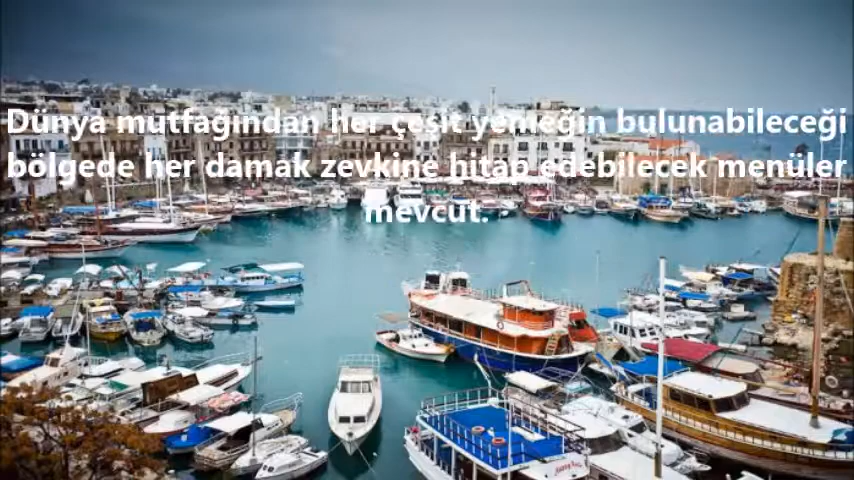 Dünya mutfağından her çeşit yemeğin bulunabileceği
bölgede her damak zevkine hitap edebilecek menüler
mevcut.